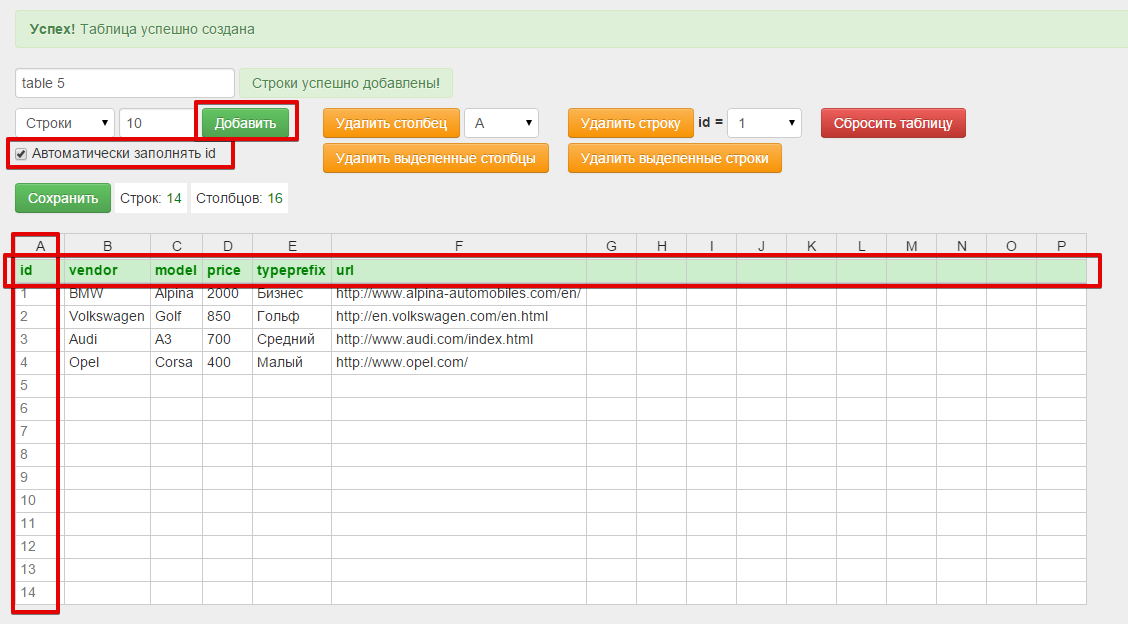 Успех! Таблица успешно создана
table 5 Строки успешно добавлены!
Строки 10 Добавить Удалить столбец A Удалить строку id = 1 Сбросить таблицу
Автоматически заполнять id Удалить выделенные столбцы Удалить выделенные строки
Сохранить Строк: 14 Столбцов: 16
A B C D E F G H I J K L M N O P
id vendor model price typeprefix url
1 BMW Alpina 2000 Бизнес http://www.alpina-automobiles.com/en/
2 Volkswagen Golf 850 Гольф http://en.volkswagen.com/en.html
3 Audi A3 700 Средний http://www.audi.com/index.html
4 Opel Corsa 400 Малый http://www.opel.com/
5
6
7
8
9
10
11
12
13
14